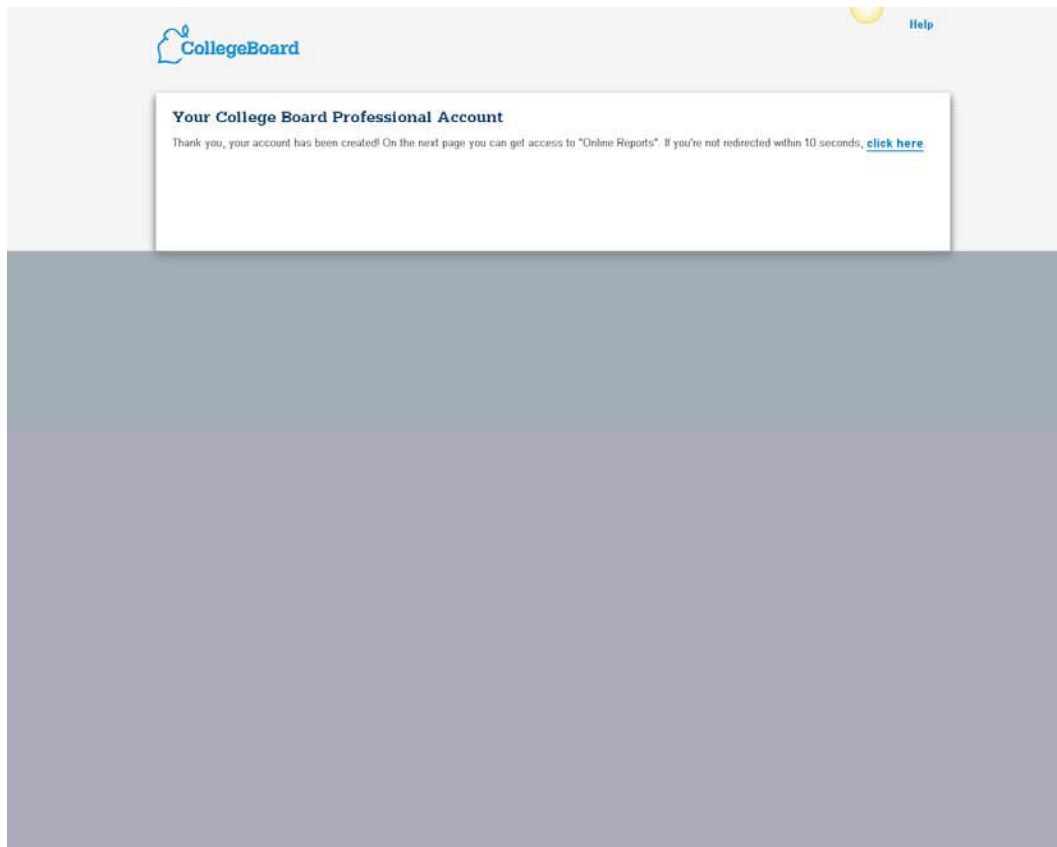 Help
CollegeBoard
Your College Board Professional Account
Thank you, your account has been created! On the next page you can get access to "Online Reports". If you're not redirected within 10 seconds, click here